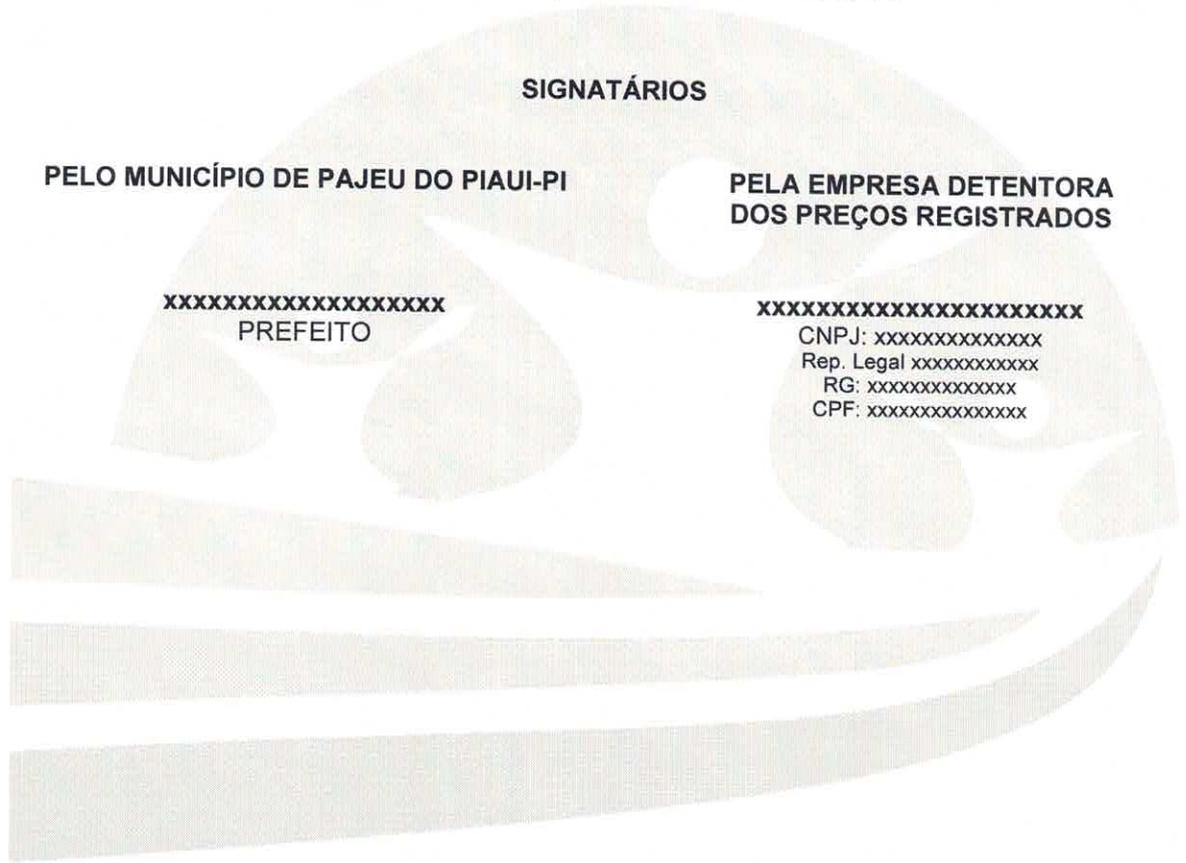 SIGNATÁRIOS
PELO MUNICÍPIO DE PAJEU DO PIAUI-PI
xxxxxxxxxxxxxxxxxxx
PREFEITO
PELA EMPRESA DETENTORA
DOS PREÇOS REGISTRADOS
xxxxxxxxxxxxxxxxxxxxxx
CNPJ: xxxxxxxxxxxxxx
Rep. Legal xxxxxxxxxxxx
RG: xxxxxxxxxxxxxx
CPF: xxxxxxxxxxxxxxx